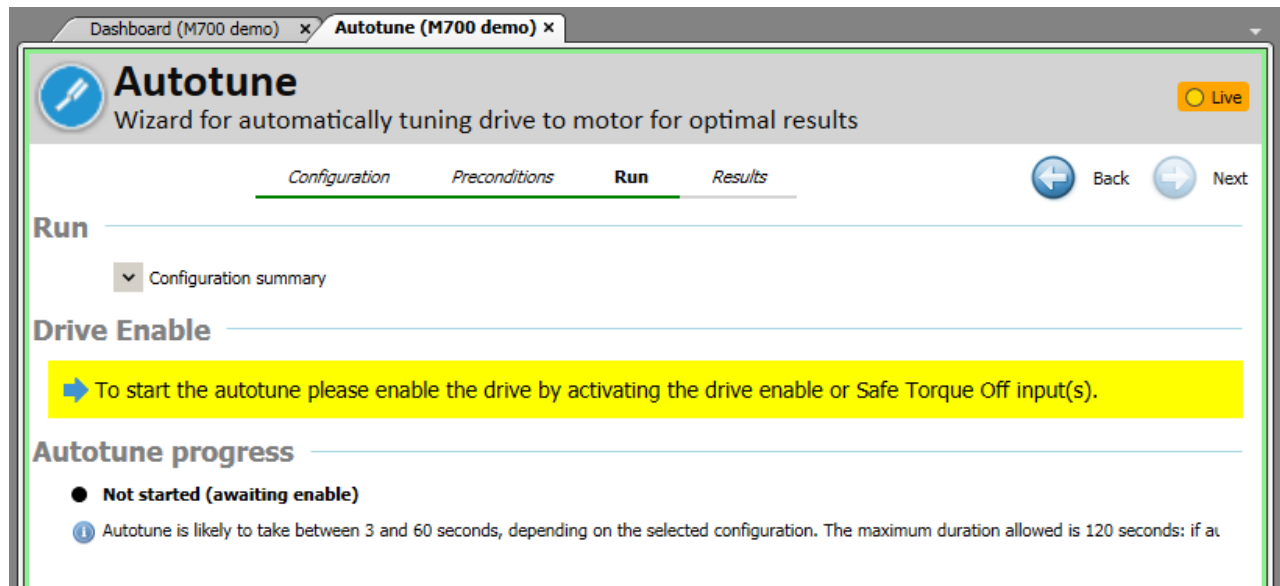 Dashboard (M700 demo) x Autotune (M700 demo) x
Autotune
Wizard for automatically tuning drive to motor for optimal results
Live
Configuration Preconditions Run Results Back Next
Run
Configuration summary
Drive Enable
To start the autotune please enable the drive by activating the drive enable or Safe Torque Off input(s).
Autotune progress
Not started (awaiting enable)
Autotune is likely to take between 3 and 60 seconds, depending on the selected configuration. The maximum duration allowed is 120 seconds: if